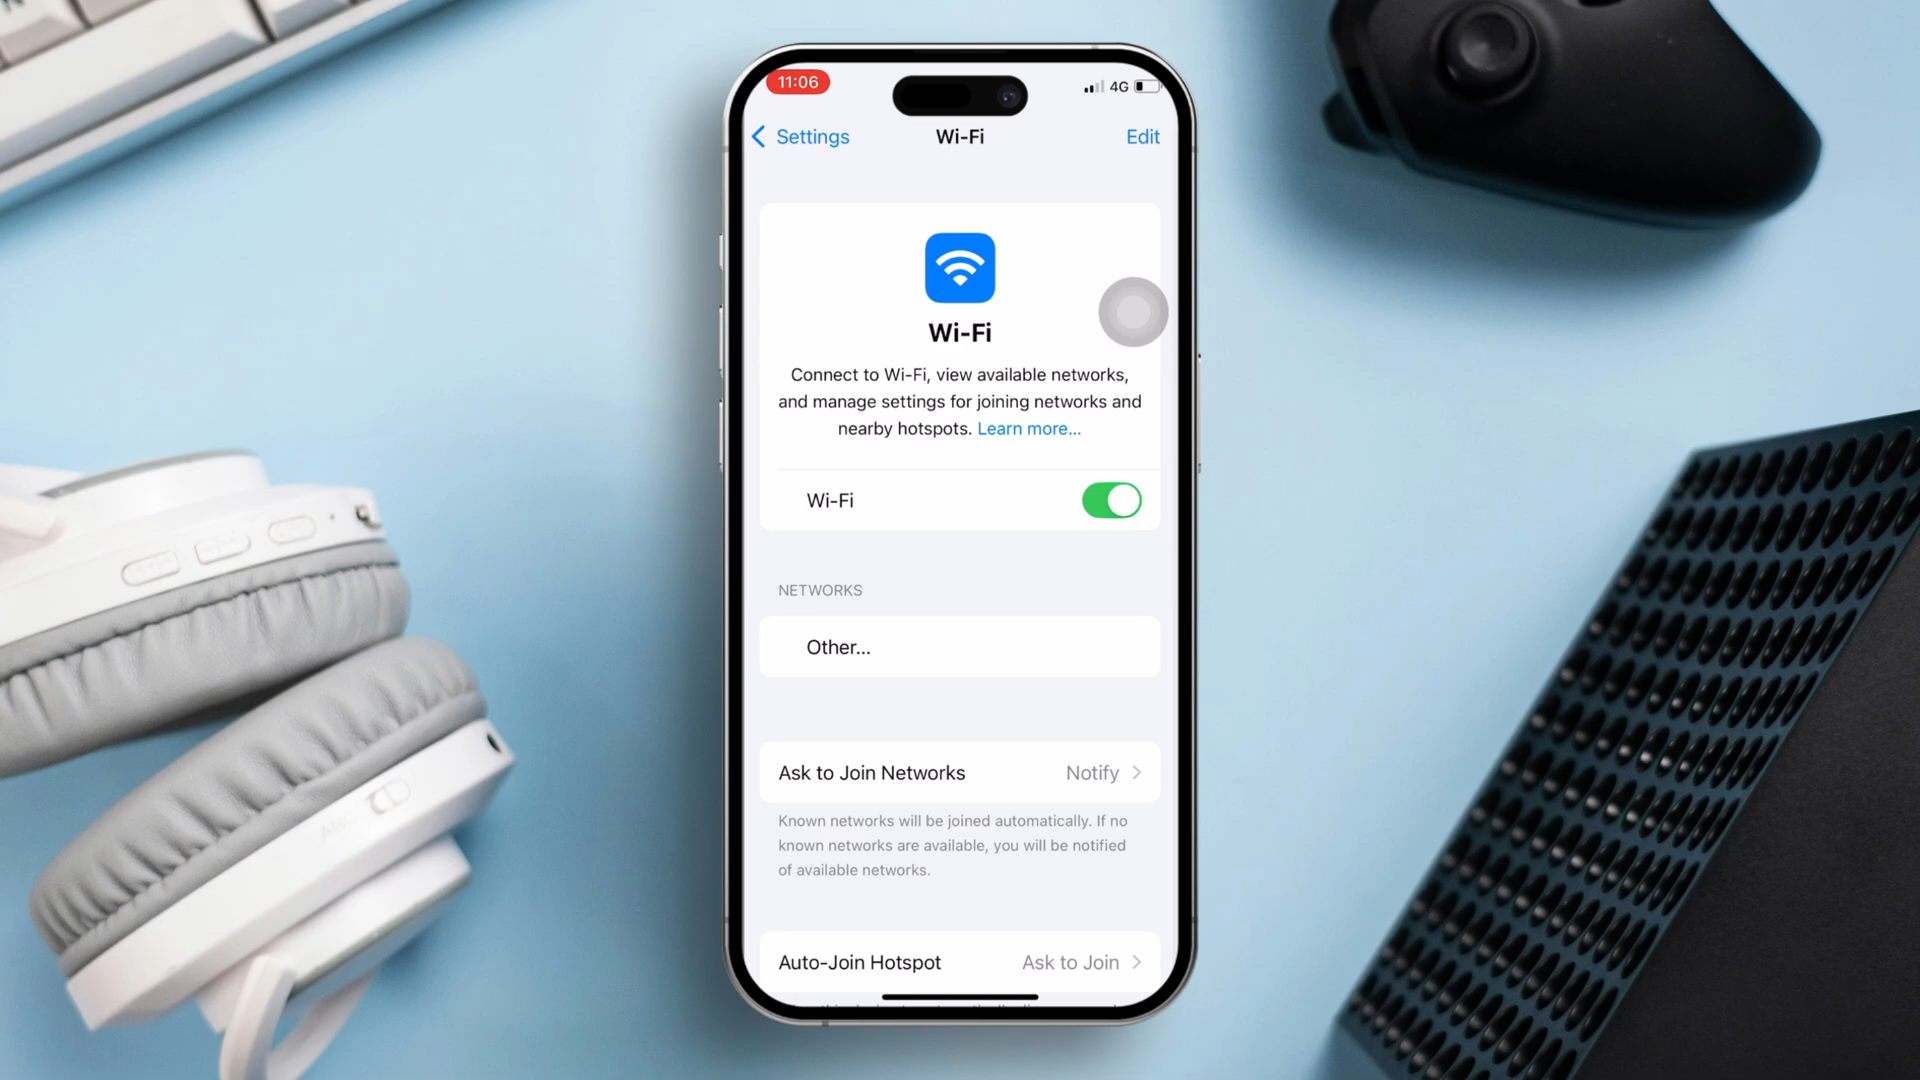 11:06
4G
Settings
Wi-Fi
Edit
Wi-Fi
Connect to Wi-Fi, view available networks,
and manage settings for joining networks and
nearby hotspots. Learn more...
Wi-Fi
NETWORKS
Other...
Ask to Join Networks
Notify
Known networks will be joined automatically. If no
known networks are available, you will be notified
of available networks.
Auto-Join Hotspot
Ask to Join